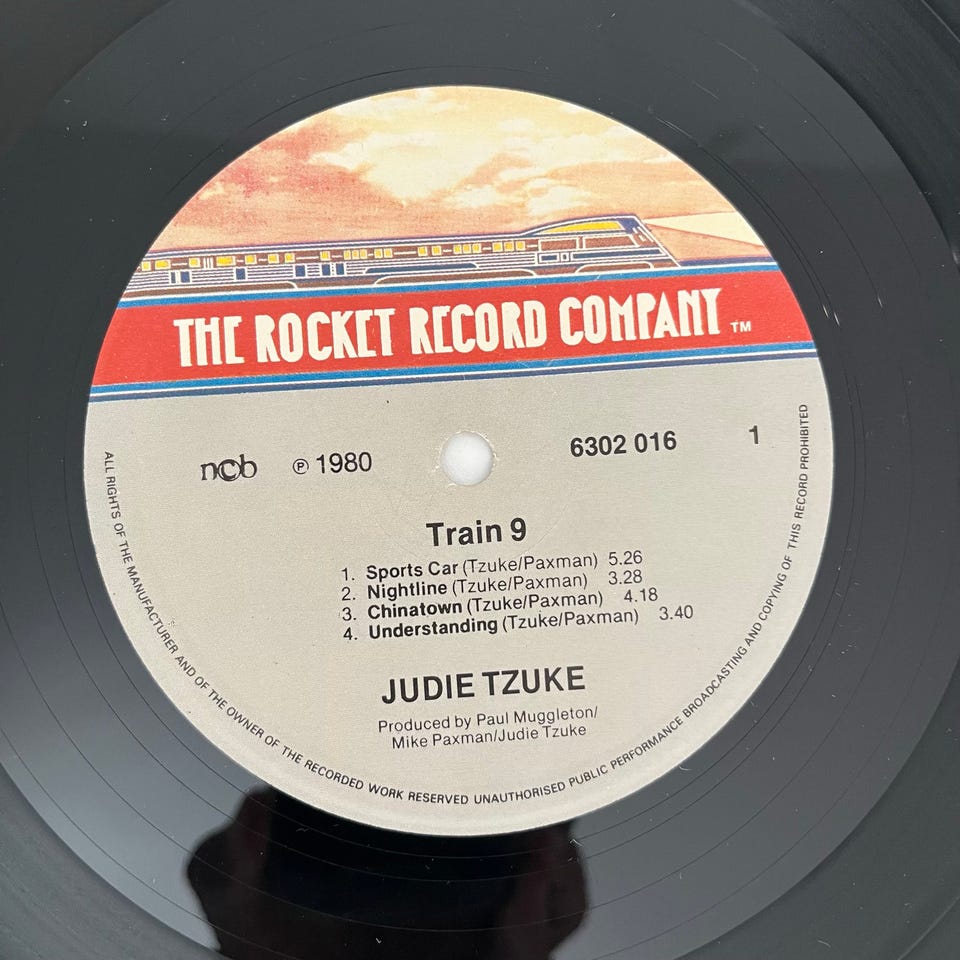 THE ROCKET RECORD COMPANY TM
ncb ℗ 1980
6302 016 1
Train 9
1. Sports Car (Tzuke/Paxman) 5.26
2. Nightline (Tzuke/Paxman) 3.28
3. Chinatown (Tzuke/Paxman) 4.18
4. Understanding (Tzuke/Paxman) 3.40
JUDIE TZUKE
Produced by Paul Muggleton/
Mike Paxman/Judie Tzuke
ALL RIGHTS OF THE MANUFACTURER AND OF THE OWNER OF THE RECORDED WORK RESERVED UNAUTHORISED PUBLIC PERFORMANCE BROADCASTING AND COPYING OF THIS RECORD PROHIBITED